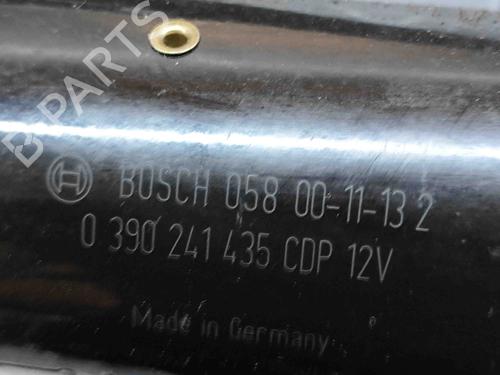 B PARTS
BOSCH 058 00-11-13 2
0 390 241 435 CDP 12V
Made in Germany